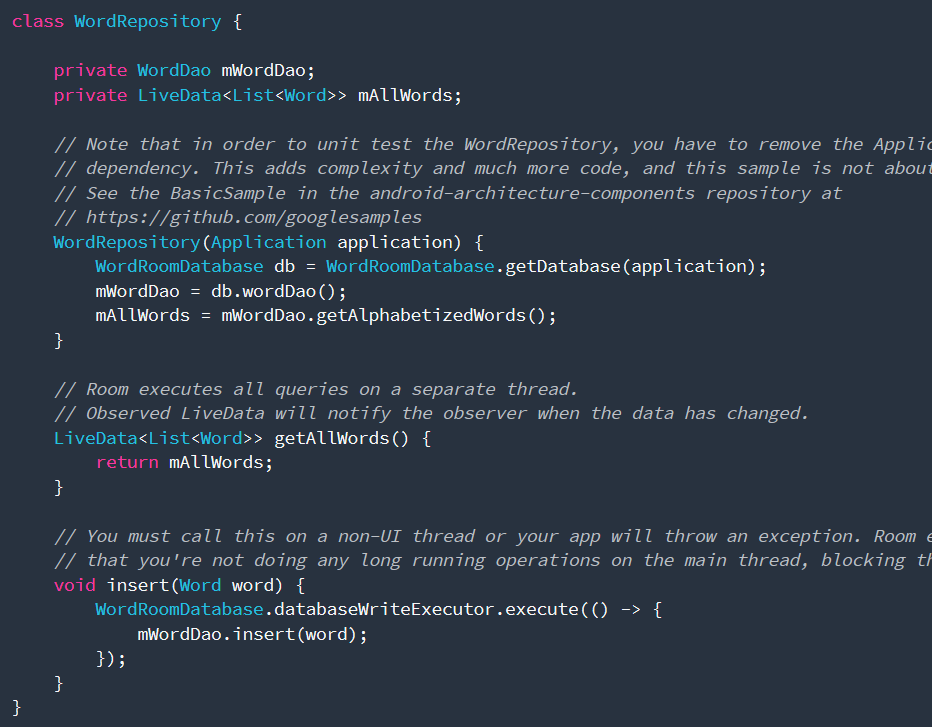 class WordRepository {
private WordDao mWordDao;
private LiveData<List<Word>> mAllWords;
// Note that in order to unit test the WordRepository, you have to remove the
// dependency. This adds complexity and much more code, and this sample is not about
// See the BasicSample in the android-architecture-components repository at
// https://github.com/googlesamples
WordRepository(Application application) {
WordRoomDatabase db = WordRoomDatabase.getDatabase(application);
mWordDao = db.wordDao();
mAllWords = mWordDao.getAlphabetizedWords();
}
// Room executes all queries on a separate thread.
// Observed LiveData will notify the observer when the data has changed.
LiveData<List<Word>> getAllWords() {
return mAllWords;
}
// You must call this on a non-UI thread or your app will throw an exception. Room
// that you're not doing any long running operations on the main thread, blocking
void insert(Word word) {
WordRoomDatabase.databaseWriteExecutor.execute(() -> {
mWordDao.insert(word);
});
}
}